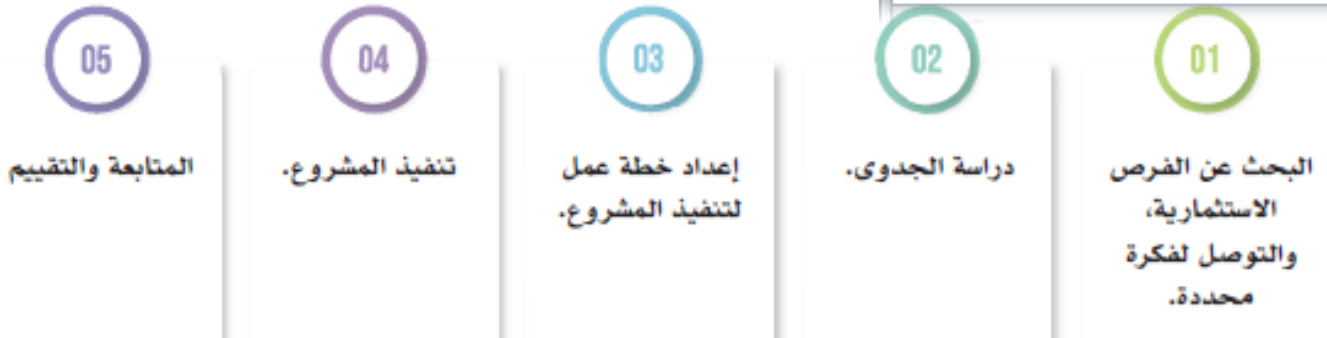 01
البحث عن الفرص
الاستثمارية،
والتوصل لفكرة
محددة.
02
دراسة الجدوى.
03
إعداد خطة عمل
لتنفيذ المشروع.
04
تنفيذ المشروع.
05
المتابعة والتقييم